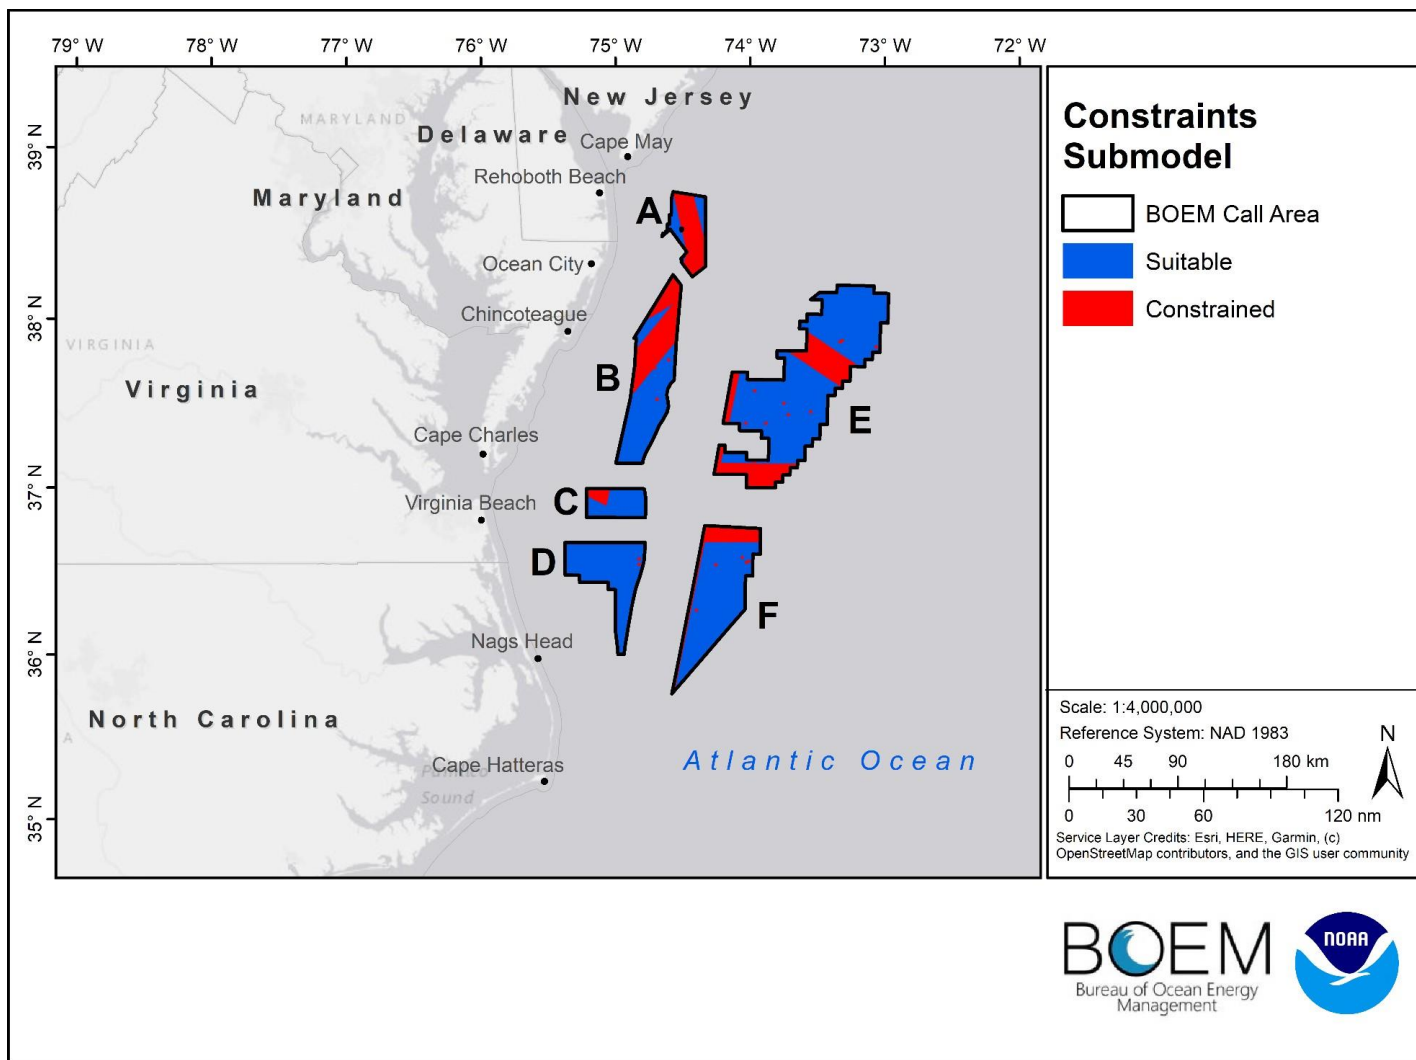 79° W 78° W 77° W 76° W 75° W 74° W 73° W 72° W
39° N
38° N
37° N
36° N
35° N
New Jersey
MARYLAND
Delaware
Cape May
Rehoboth Beach
Maryland
A
Ocean City
Chincoteague
VIRGINIA
Virginia
B
E
Cape Charles
C
Virginia Beach
D
F
Nags Head
North Carolina
A
Cape Hatteras
Pamlico
Sound
Atlantic Ocean
Constraints
Submodel
BOEM Call Area
Suitable
Constrained
Scale: 1:4,000,000
Reference System: NAD 1983
N
0 45 90 180 km
0 30 60 120 nm
Service Layer Credits: Esri, HERE, Garmin, (c)
OpenStreetMap contributors, and the GIS user community
BOEM
Bureau of Ocean Energy
Management
NOAA